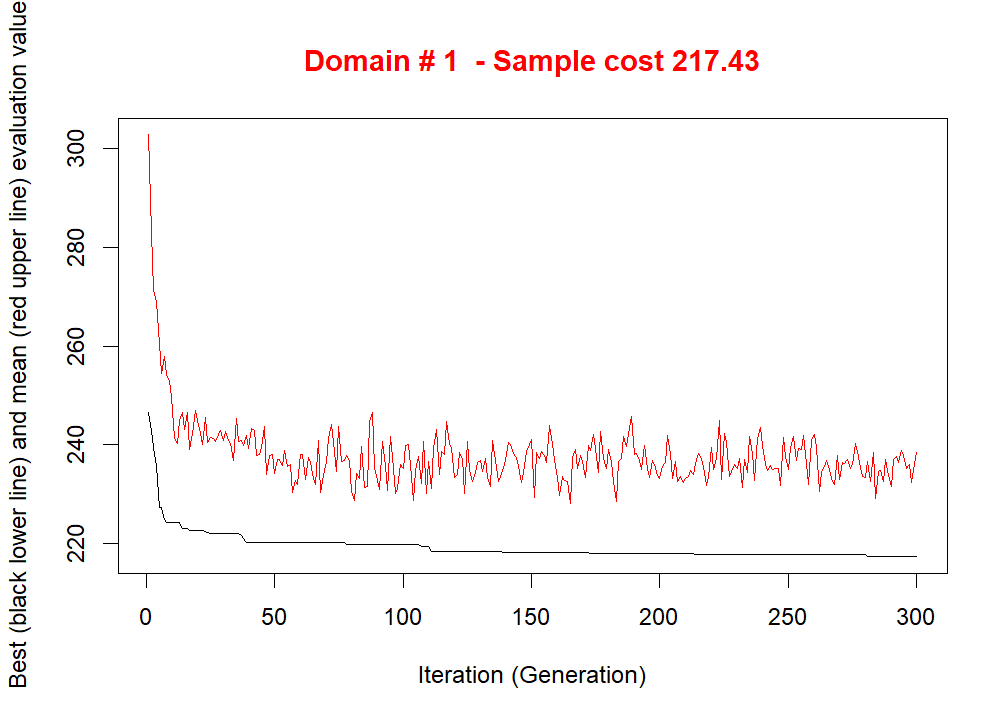 Domain # 1  - Sample cost 217.43
Best (black lower line) and mean (red upper line) evaluation value
300
280
260
240
220
0 50 100 150 200 250 300
Iteration (Generation)